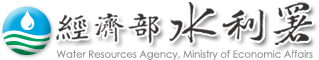 經濟部水利署
Water Resources Agency, Ministry of Economic Affairs